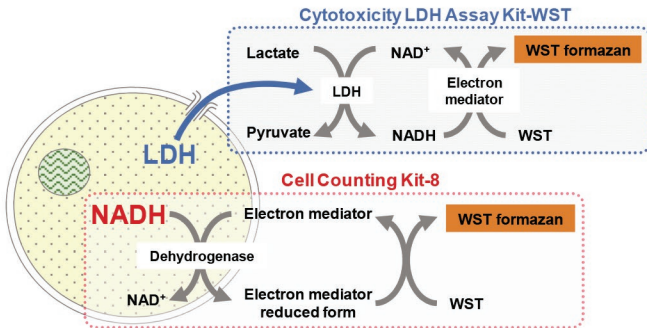 Cytotoxicity LDH Assay Kit-WST
Lactate NAD+ WST formazan
LDH Electron
mediator
Pyruvate NADH WST
LDH
Cell Counting Kit-8
NADH Electron mediator WST formazan
Dehydrogenase
NAD+ Electron mediator
reduced form WST